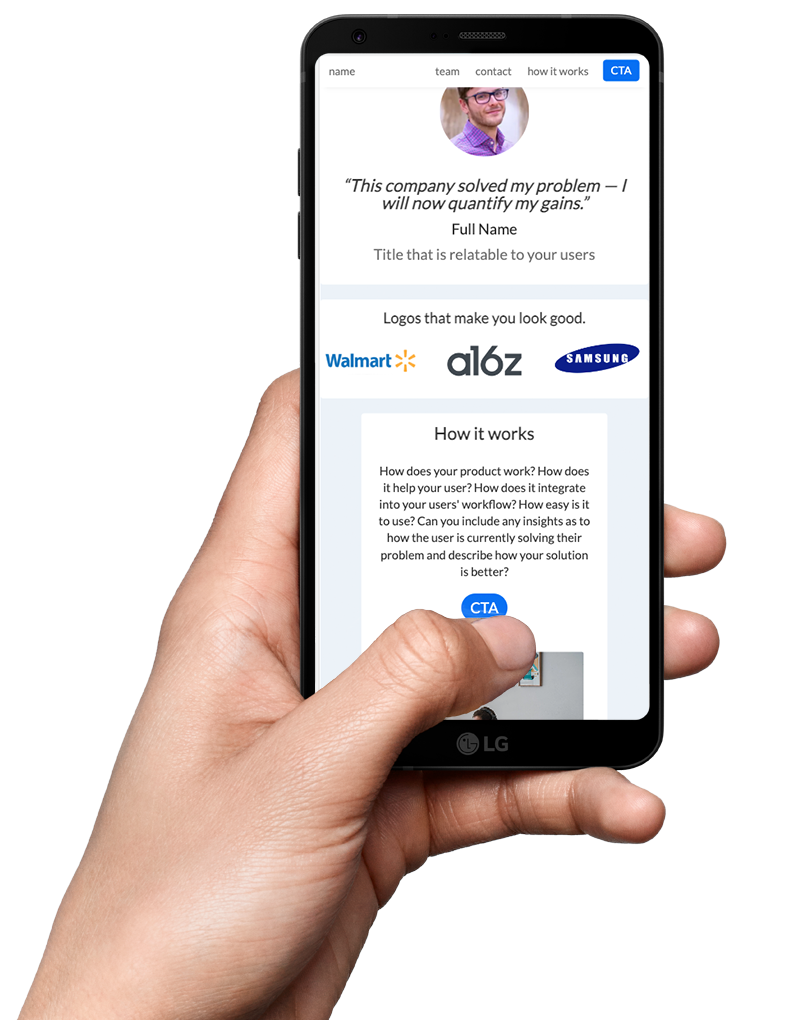 name team contact how it works CTA
“This company solved my problem — I
will now quantify my gains.”
Full Name
Title that is relatable to your users
Logos that make you look good.
Walmart a16z SAMSUNG
How it works
How does your product work? How does
it help your user? How does it integrate
into your users' workflow? How easy is it
to use? Can you include any insights as to
how the user is currently solving their
problem and describe how your solution
is better?
CTA
LG